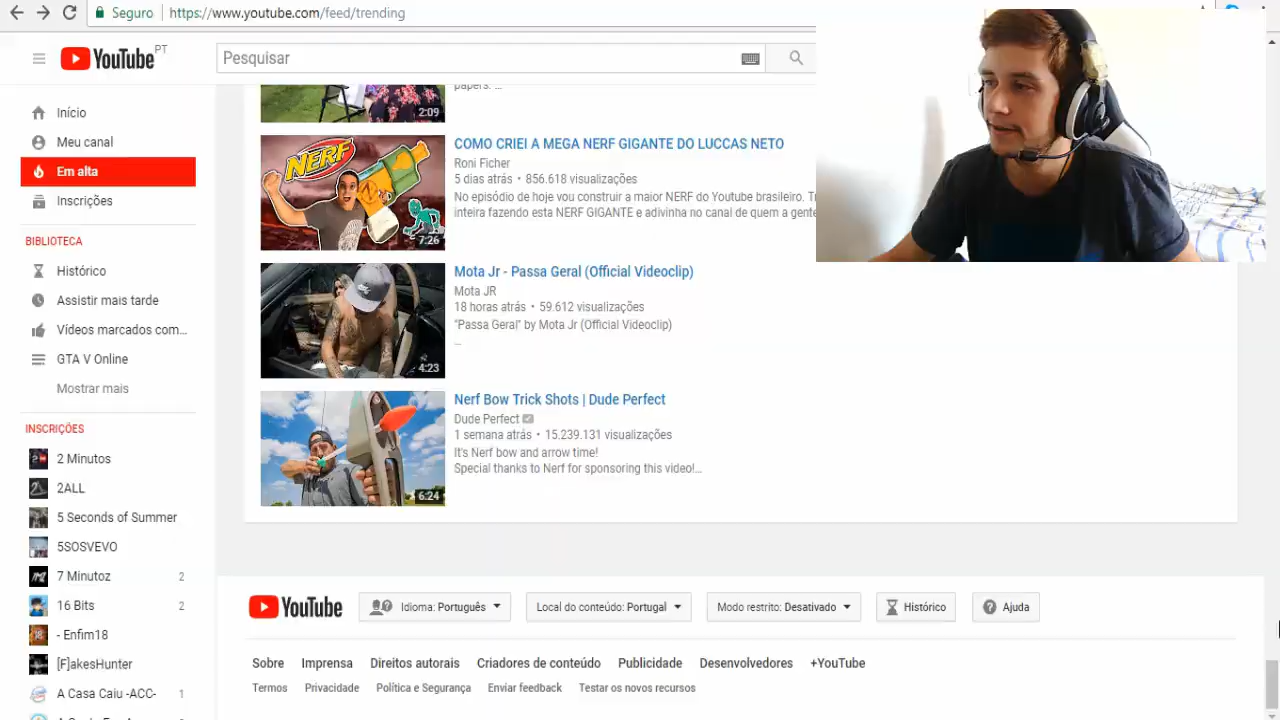 Seguro
https://www.youtube.com/feed/trending
YouTube PT
Pesquisar
Início
Meu canal
Em alta
Inscrições
BIBLIOTECA
Histórico
Assistir mais tarde
Vídeos marcados com...
GTA V Online
Mostrar mais
INSCRIÇÕES
2 Minutos
2ALL
5 Seconds of Summer
5SOSVEVO
7 Minutoz 2
16 Bits 2
- Enfim18
[F]akesHunter
A Casa Caiu -ACC- 1
papers. ...
2:09
NERF
7:26
COMO CRIEI A MEGA NERF GIGANTE DO LUCCAS NETO
Roni Ficher
5 dias atrás • 856.618 visualizações
No episódio de hoje vou construir a maior NERF do Youtube brasileiro.
inteira fazendo esta NERF GIGANTE e adivinha no canal de quem a gente
4:23
Mota Jr - Passa Geral (Official Videoclip)
Mota JR
18 horas atrás • 59.612 visualizações
"Passa Geral" by Mota Jr (Official Videoclip)
...
6:24
Nerf Bow Trick Shots | Dude Perfect
Dude Perfect
1 semana atrás • 15.239.131 visualizações
It's Nerf bow and arrow time!
Special thanks to Nerf for sponsoring this video!...
YouTube
Idioma: Português
Local do conteúdo: Portugal
Modo restrito: Desativado
Histórico
Ajuda
Sobre
Imprensa
Direitos autorais
Criadores de conteúdo
Publicidade
Desenvolvedores
+YouTube
Termos
Privacidade
Política e Segurança
Enviar feedback
Testar os novos recursos